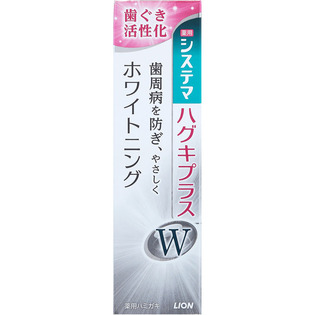 歯ぐき
活性化
薬用
システマ
ハグキプラス
W
歯周病を防ぎ、やさしく
ホワイトニング
薬用ハミガキ
LION